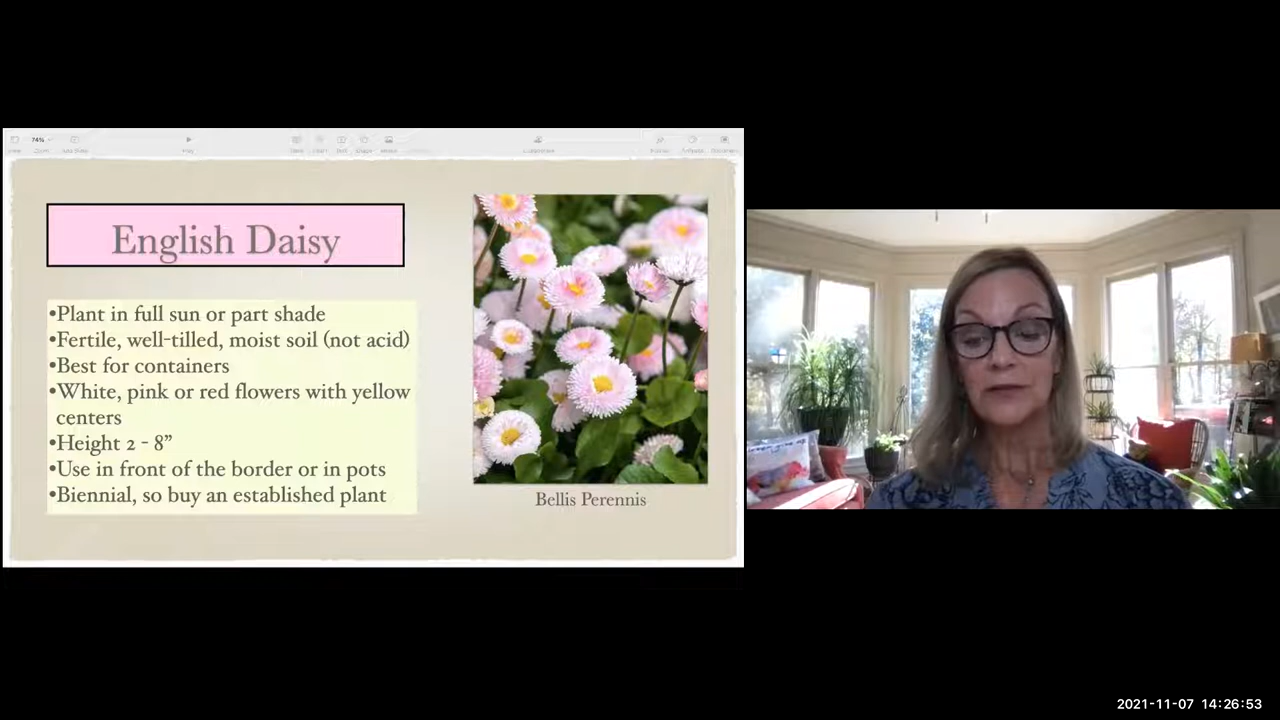 74%
English Daisy
•Plant in full sun or part shade
•Fertile, well-tilled, moist soil (not acid)
•Best for containers
•White, pink or red flowers with yellow
centers
•Height 2 - 8”
•Use in front of the border or in pots
•Biennial, so buy an established plant
Bellis Perennis
2021-11-07 14:26:53